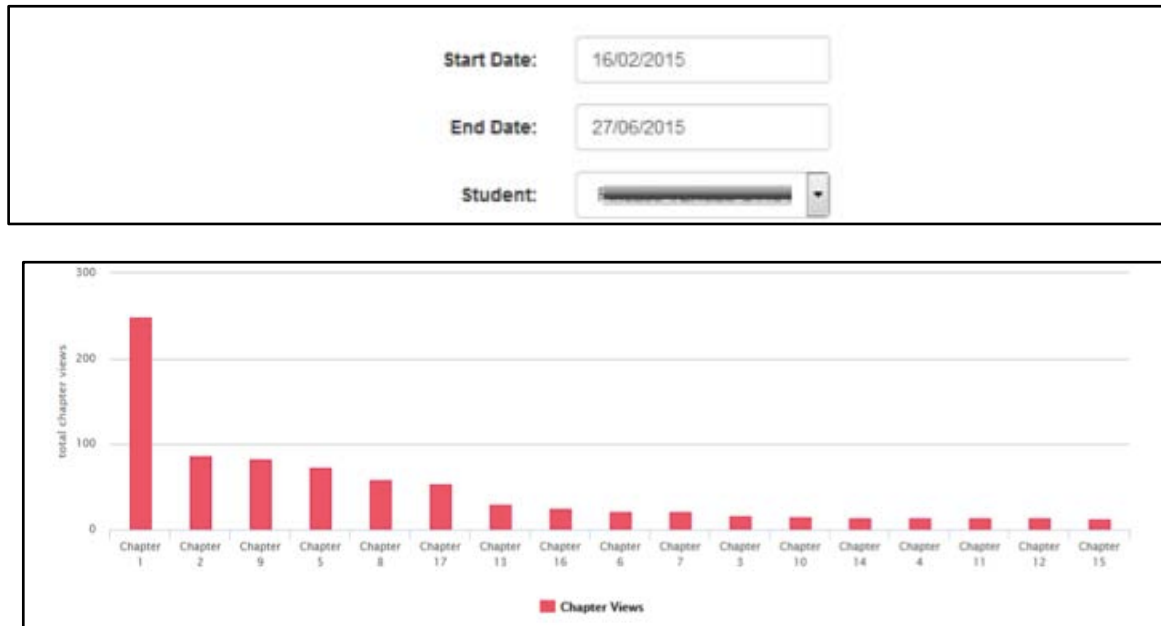 Start Date: 16/02/2015
End Date: 27/06/2015
Student:
300
200
100
0
total chapter views
Chapter 1
Chapter 2
Chapter 9
Chapter 5
Chapter 8
Chapter 17
Chapter 13
Chapter 16
Chapter 6
Chapter 7
Chapter 3
Chapter 10
Chapter 14
Chapter 4
Chapter 11
Chapter 12
Chapter 15
Chapter Views